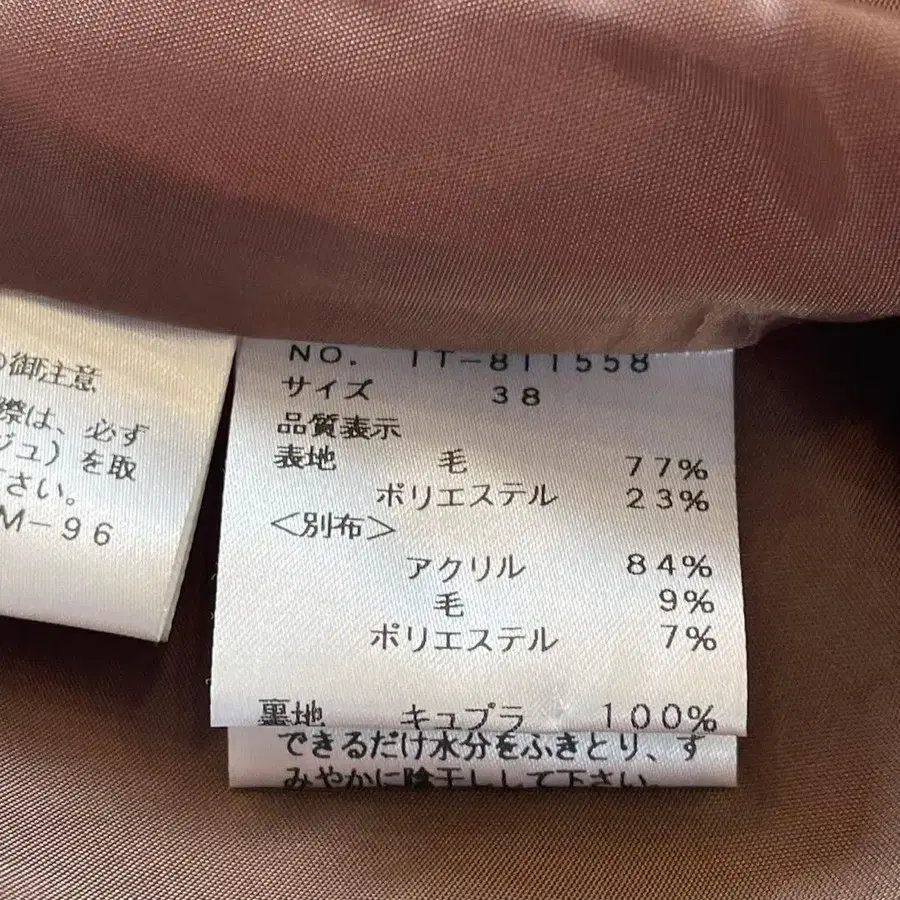 の御注意
際は、必ず
ジュ)を取
さい。
M-96
NO. IT-811558
サイズ 38
品質表示
表地 毛 77%
ポリエステル 23%
<別布>
アクリル 84%
毛 9%
ポリエステル 7%
裏地 キュプラ 100%
できるだけ水分をふきとり、す
みやかに陰干しして下さい。